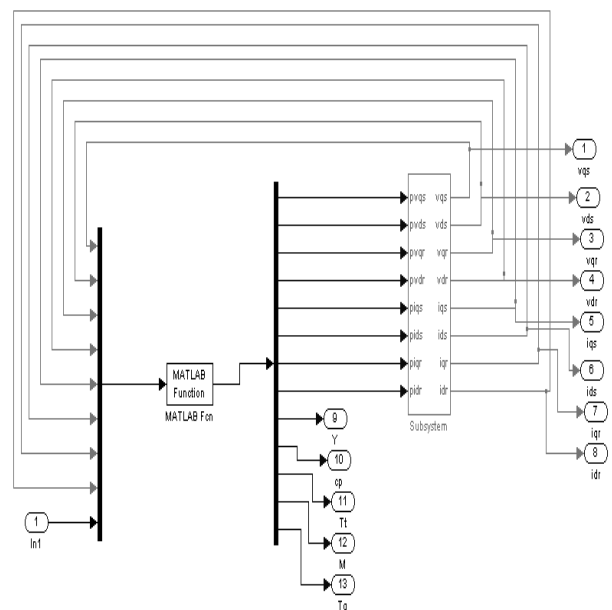 1
In1
MATLAB
Function
MATLAB Fcn
pvqs vqs
pvds vds
pvqr vqr
pvdr vdr
piqs iqs
pids ids
piqr iqr
pidr idr
Subsystem
1
vqs
2
vds
3
vqr
4
vdr
5
iqs
6
ids
7
iqr
8
idr
9
Y
10
cp
11
Tt
12
M
13
Tg